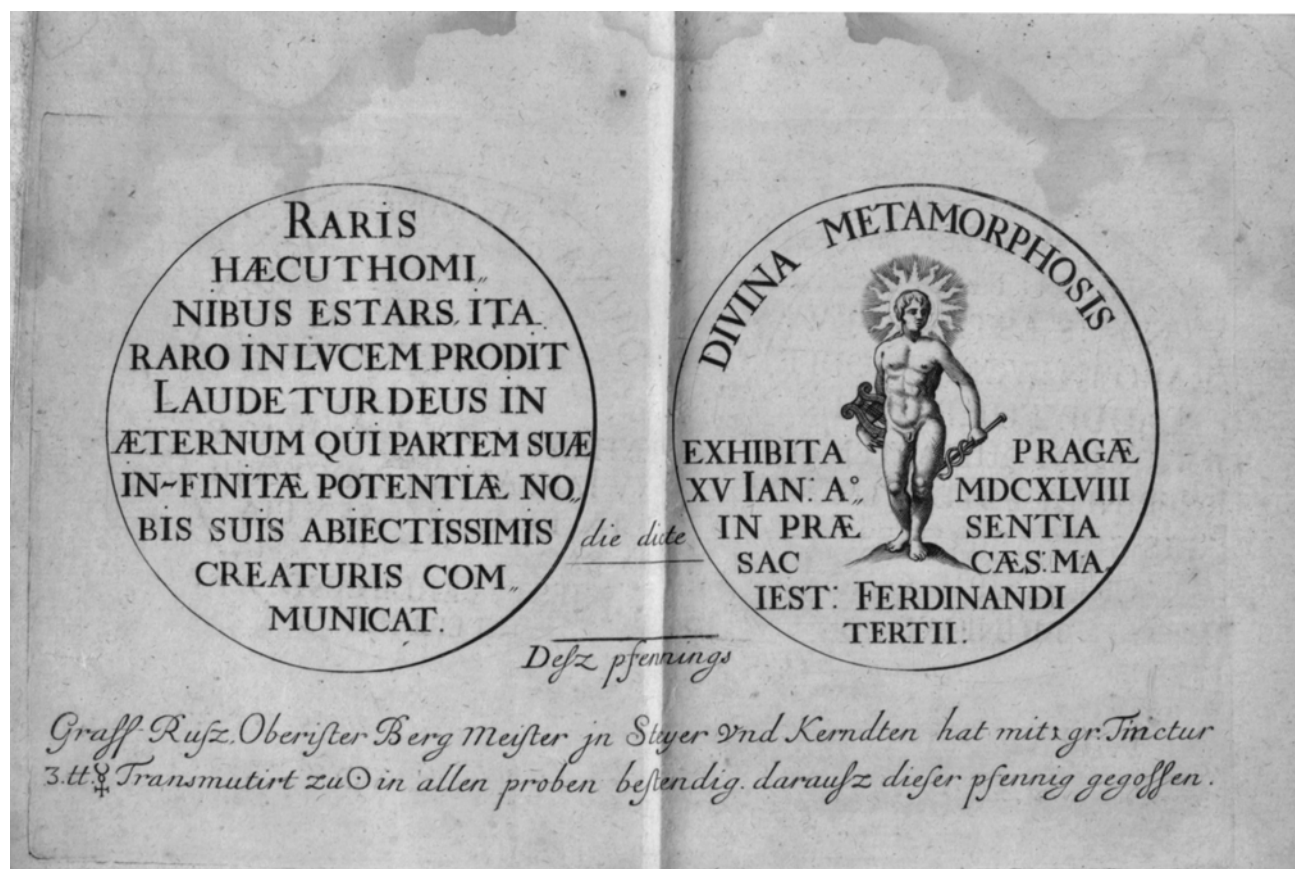 RARIS
HÆCUTHOMI„
NIBUS ESTARS, ITA
RARO INLVCEM PRODIT
LAUDETURDEUS IN
ÆTERNUM QUI PARTEM SUÆ
IN~FINITÆ POTENTIÆ NO„
BIS SUIS ABIECTISSIMIS
CREATURIS COM„
MUNICAT.
die dicte
Deſz pfennings
DIVINA METAMORPHOSIS
EXHIBITA PRAGÆ
XV IAN: A°„ MDCXLVIII
IN PRÆ SENTIA
SAC CÆS: MA„
IEST: FERDINANDI
TERTII:
Graff Ruſz, Oberiſter Berg Meiſter jn Steyer Vnd Kerndten hat mit 1 gr. Tinctur
3. tt ☿ Transmutirt zu ☉ in allen proben beſtendig. darauſz dieſer pfennig gegoſſen.